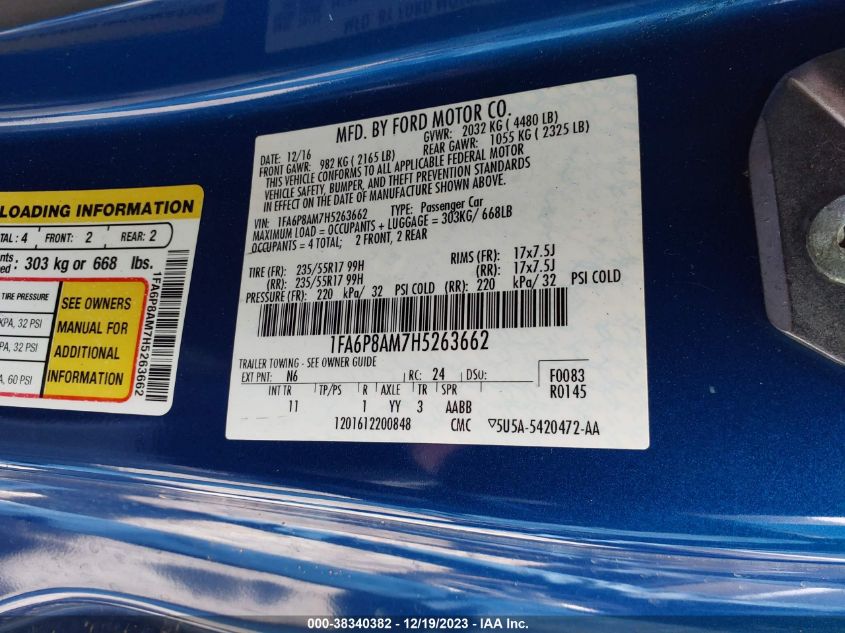 MFD. BY FORD MOTOR CO.
DATE: 12/16 GVWR: 2032 KG ( 4480 LB)
FRONT GAWR: 982 KG ( 2165 LB) REAR GAWR: 1055 KG ( 2325 LB)
THIS VEHICLE CONFORMS TO ALL APPLICABLE FEDERAL MOTOR
VEHICLE SAFETY, BUMPER, AND THEFT PREVENTION STANDARDS
IN EFFECT ON THE DATE OF MANUFACTURE SHOWN ABOVE.
VIN: 1FA6P8AM7H5263662 TYPE: Passenger Car
MAXIMUM LOAD = OCCUPANTS + LUGGAGE = 303KG/ 668LB
OCCUPANTS = 4 TOTAL; 2 FRONT, 2 REAR
TIRE (FR): 235/55R17 99H RIMS (FR): 17x7.5J
(RR): 235/55R17 99H (RR): 17x7.5J
PRESSURE (FR): 220 kPa/ 32 PSI COLD (RR): 220 kPa/ 32 PSI COLD
1FA6P8AM7H5263662
TRAILER TOWING - SEE OWNER GUIDE
EXT PNT: N6 RC: 24 DSO:
F0083
R0145
INT TR TP/PS R AXLE TR SPR
11 1 YY 3 AABB
1201612200848 CMC ▽5U5A-5420472-AA
LOADING INFORMATION
TAL: 4 FRONT: 2 REAR: 2
nts
red: 303 kg or 668 lbs.
TIRE PRESSURE
KPA, 32 PSI
A, 32 PSI
A, 60 PSI
SEE OWNERS
MANUAL FOR
ADDITIONAL
INFORMATION
1FA6P8AM7H5263662
000-38340382 - 12/19/2023 - IAA Inc.